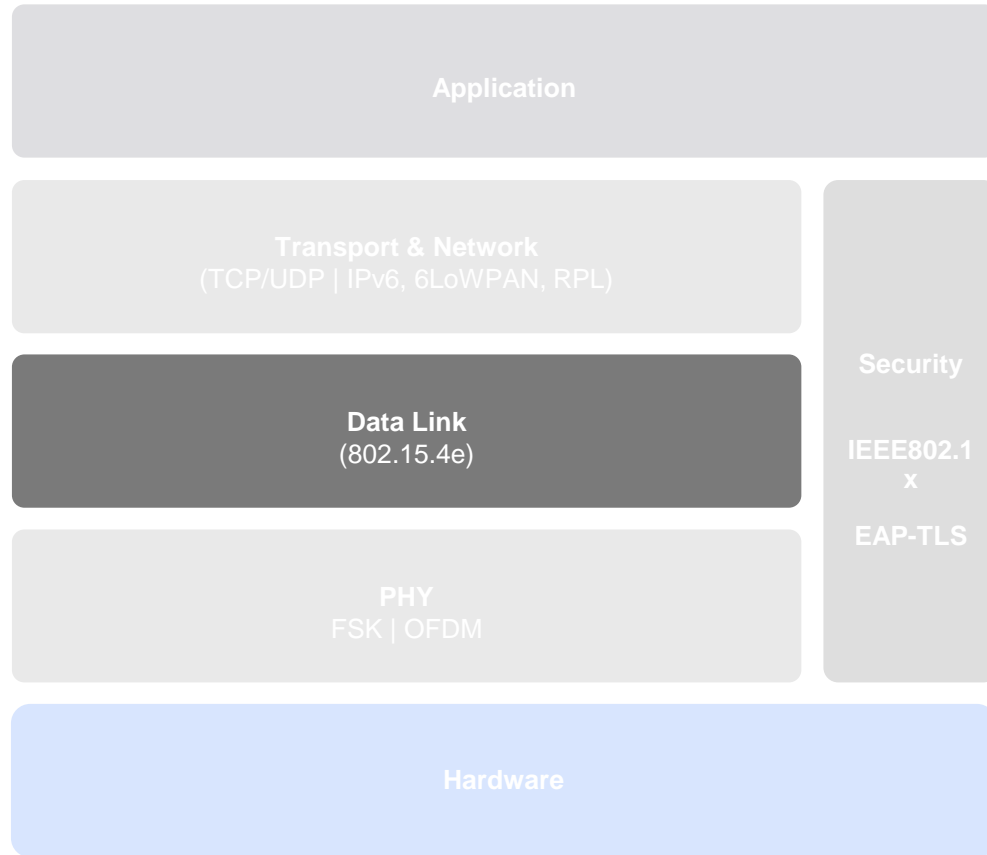 Application
Transport & Network
(TCP/UDP | IPv6, 6LoWPAN, RPL)
Data Link
(802.15.4e)
PHY
FSK | OFDM
Security
IEEE802.1
x
EAP-TLS
Hardware